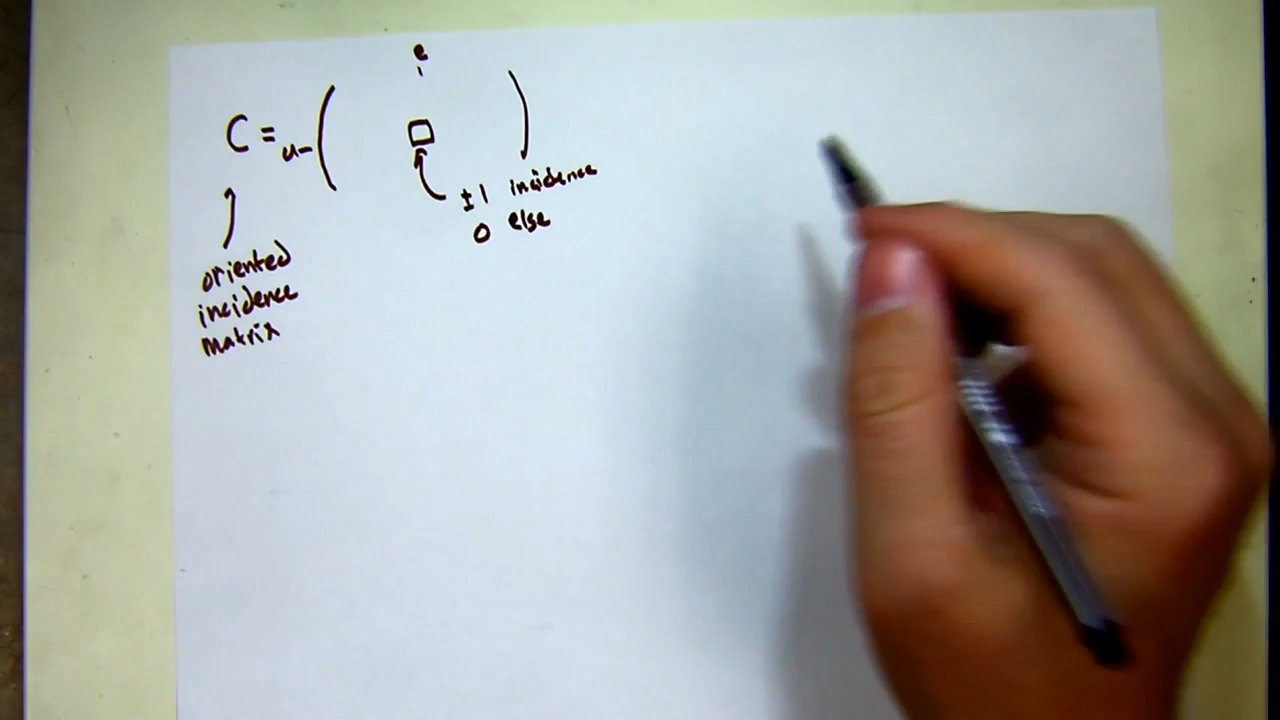 e
C = u- ( □ )
±1 incidence
0 else
oriented
incidence
matrix